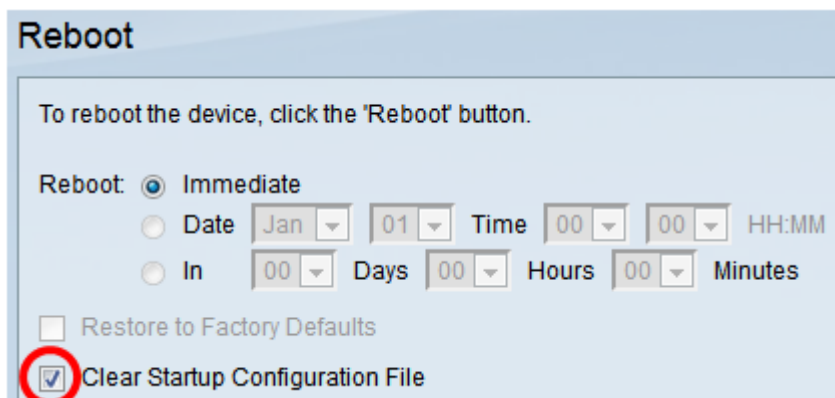 Reboot
To reboot the device, click the 'Reboot' button.
Reboot: Immediate
Date Jan 01 Time 00 00 HH:MM
In 00 Days 00 Hours 00 Minutes
Restore to Factory Defaults
Clear Startup Configuration File